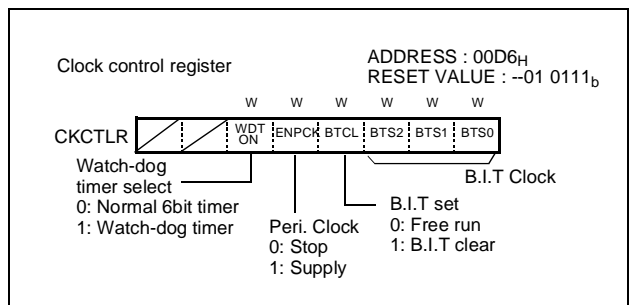 Clock control register
ADDRESS : 00D6H
RESET VALUE : --01 0111b
W W W W W W
CKCTLR WDT ON ENPCK BTCL BTS2 BTS1 BTS0
B.I.T Clock
Watch-dog
timer select
0: Normal 6bit timer
1: Watch-dog timer
Peri. Clock
0: Stop
1: Supply
B.I.T set
0: Free run
1: B.I.T clear